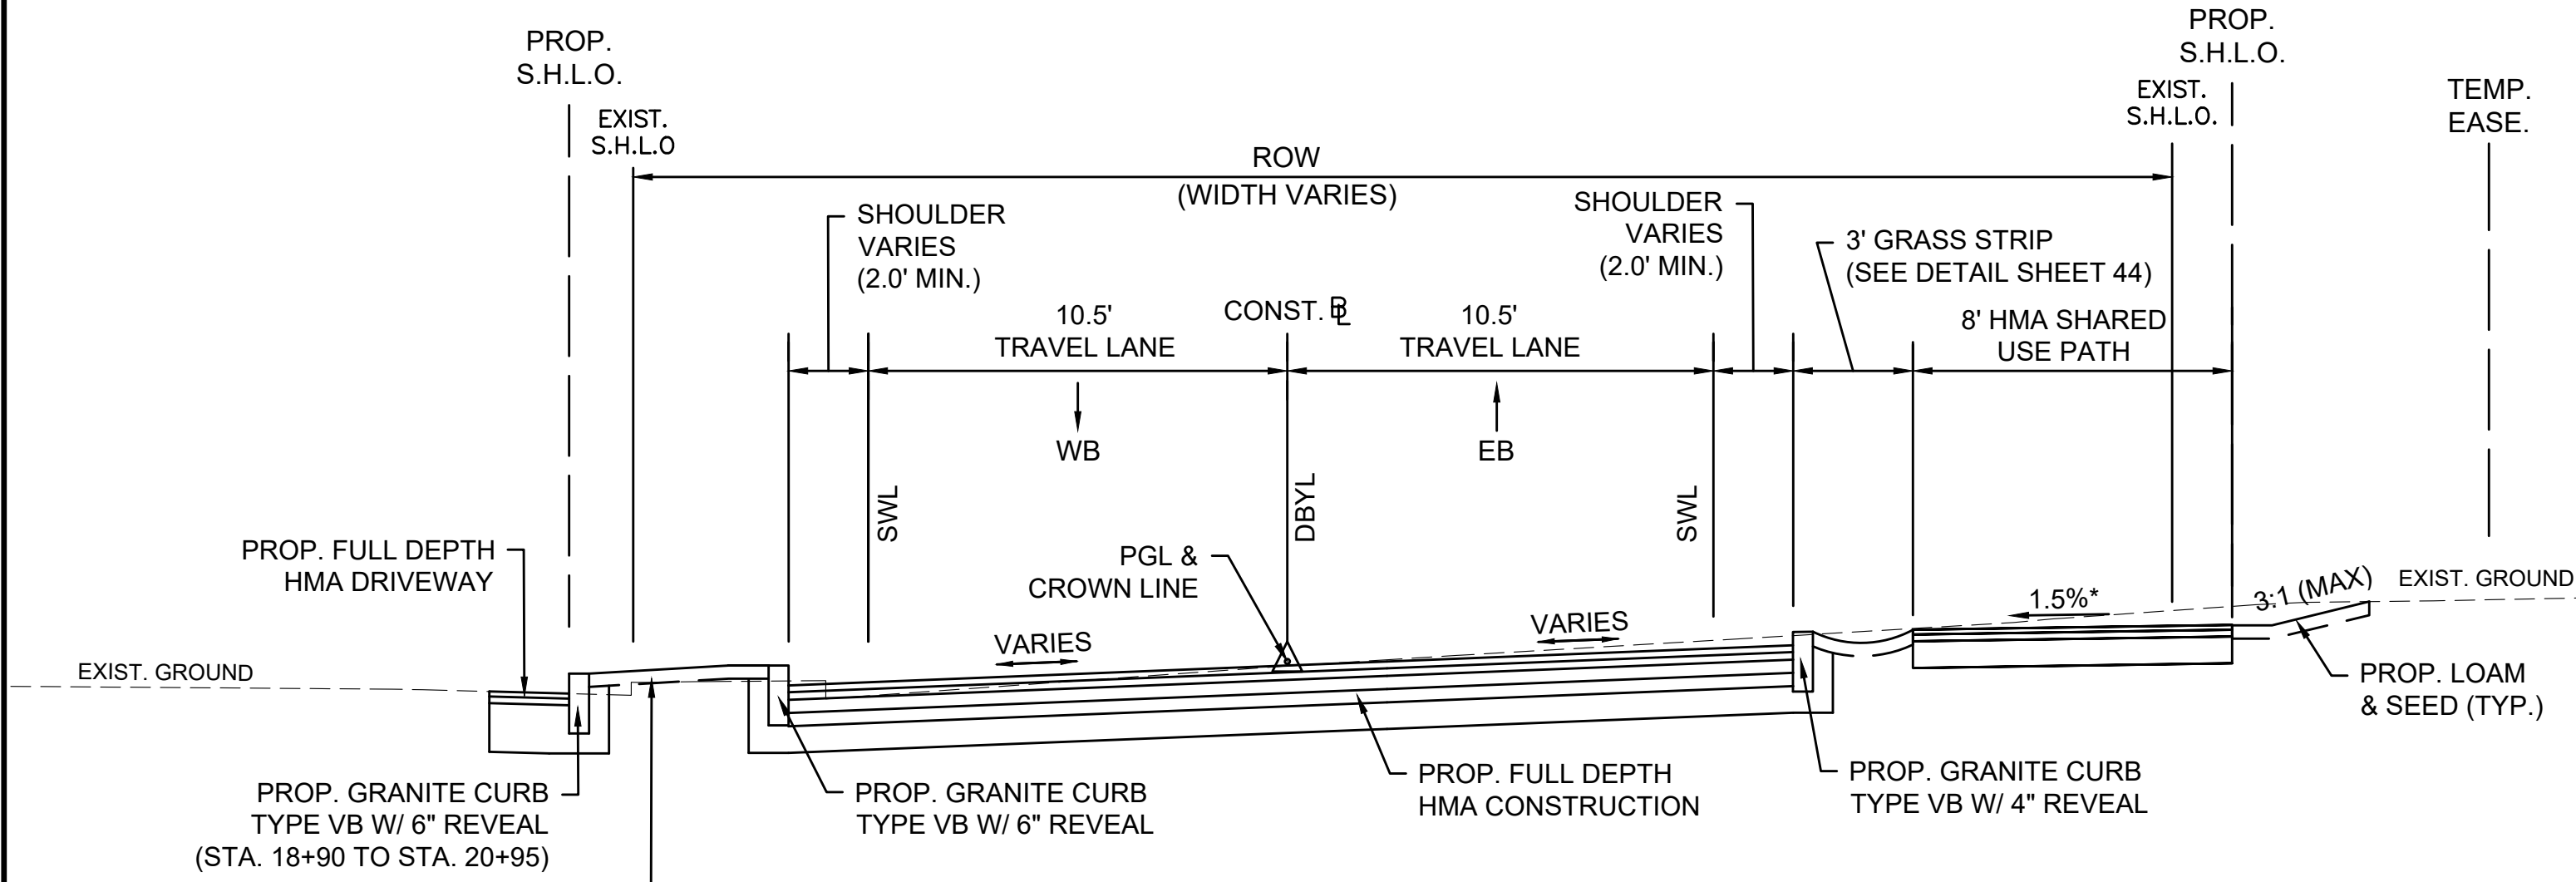 PROP.
S.H.L.O.
EXIST.
S.H.L.O
PROP.
S.H.L.O.
EXIST.
S.H.L.O.
TEMP.
EASE.
ROW
(WIDTH VARIES)
SHOULDER
VARIES
(2.0' MIN.)
SHOULDER
VARIES
(2.0' MIN.)
3' GRASS STRIP
(SEE DETAIL SHEET 44)
10.5'
TRAVEL LANE
CONST. BL
10.5'
TRAVEL LANE
8' HMA SHARED
USE PATH
WB
EB
SWL
DBYL
SWL
PROP. FULL DEPTH
HMA DRIVEWAY
PGL &
CROWN LINE
VARIES
VARIES
1.5%*
3:1 (MAX)
EXIST. GROUND
EXIST. GROUND
PROP. LOAM
& SEED (TYP.)
PROP. GRANITE CURB
TYPE VB W/ 6" REVEAL
(STA. 18+90 TO STA. 20+95)
PROP. GRANITE CURB
TYPE VB W/ 6" REVEAL
PROP. FULL DEPTH
HMA CONSTRUCTION
PROP. GRANITE CURB
TYPE VB W/ 4" REVEAL